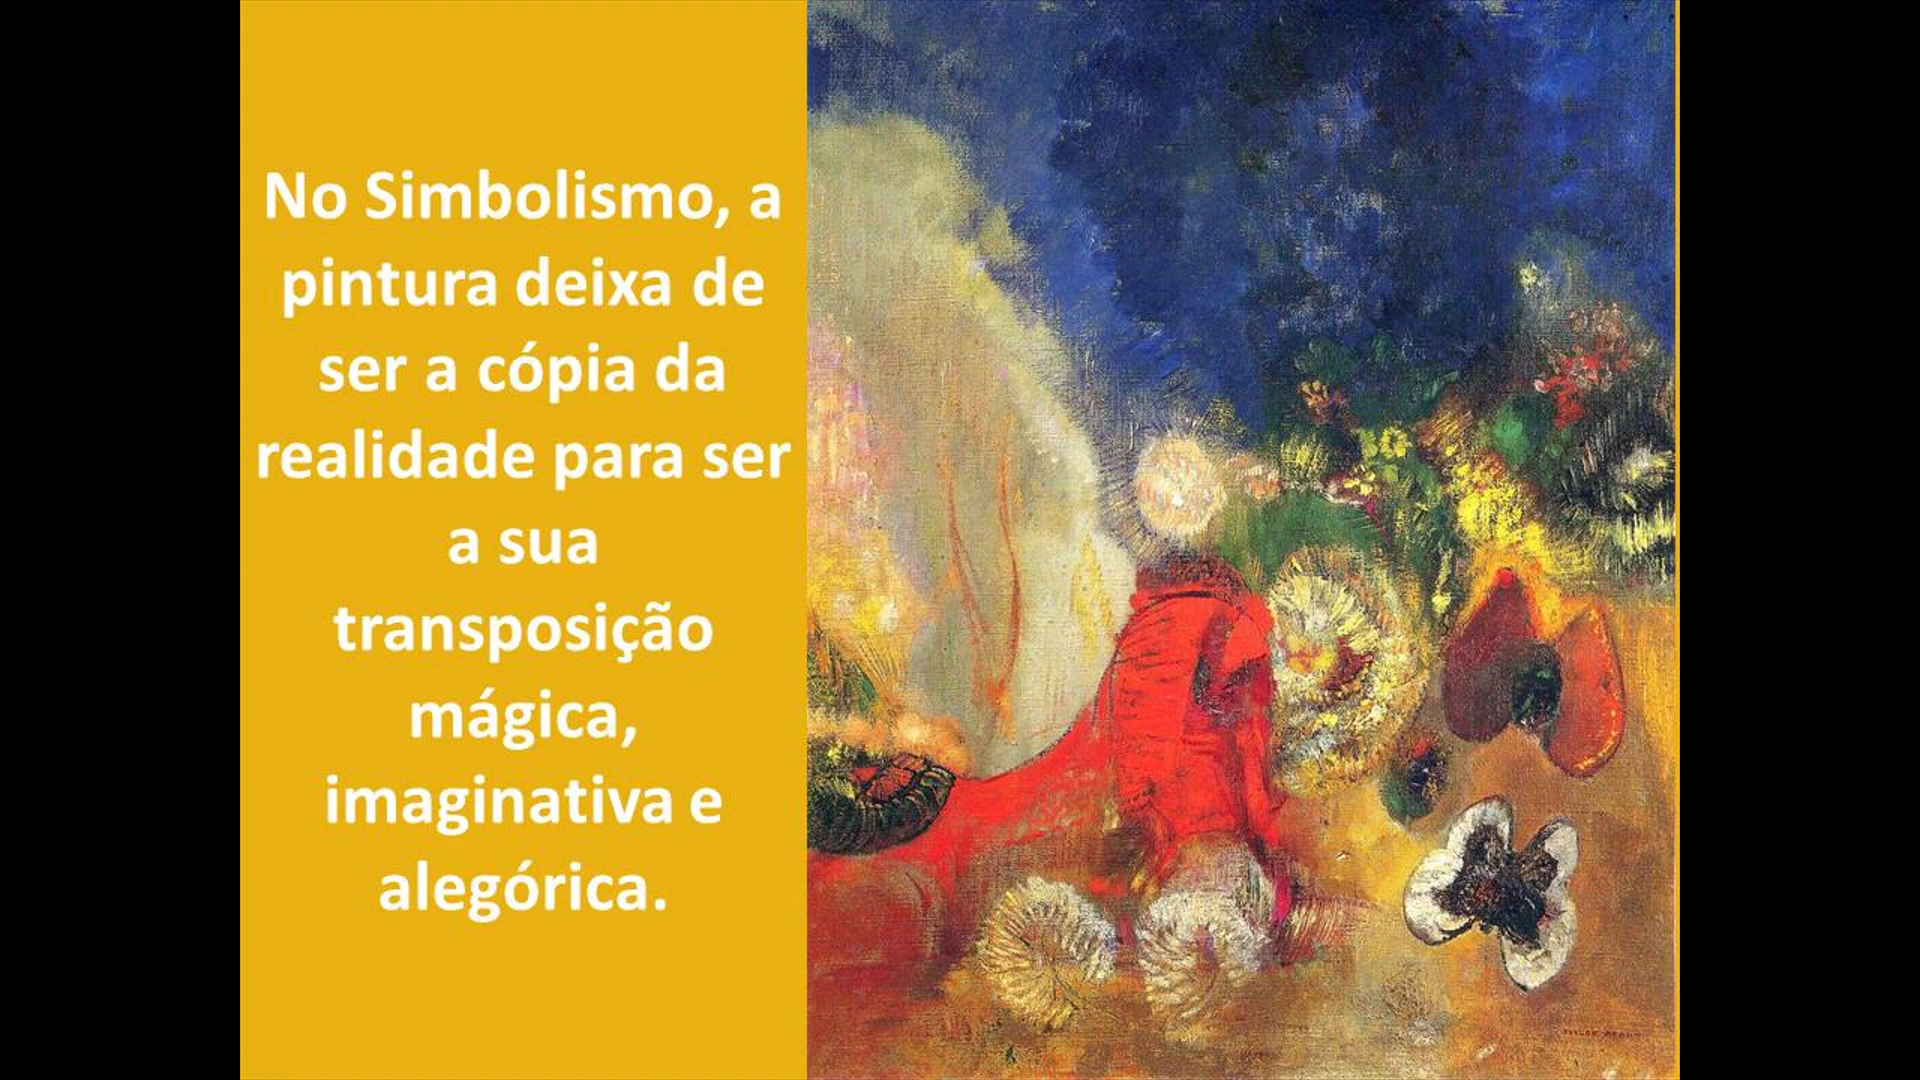 No Simbolismo, a
pintura deixa de
ser a cópia da
realidade para ser
a sua
transposição
mágica,
imaginativa e
alegórica.